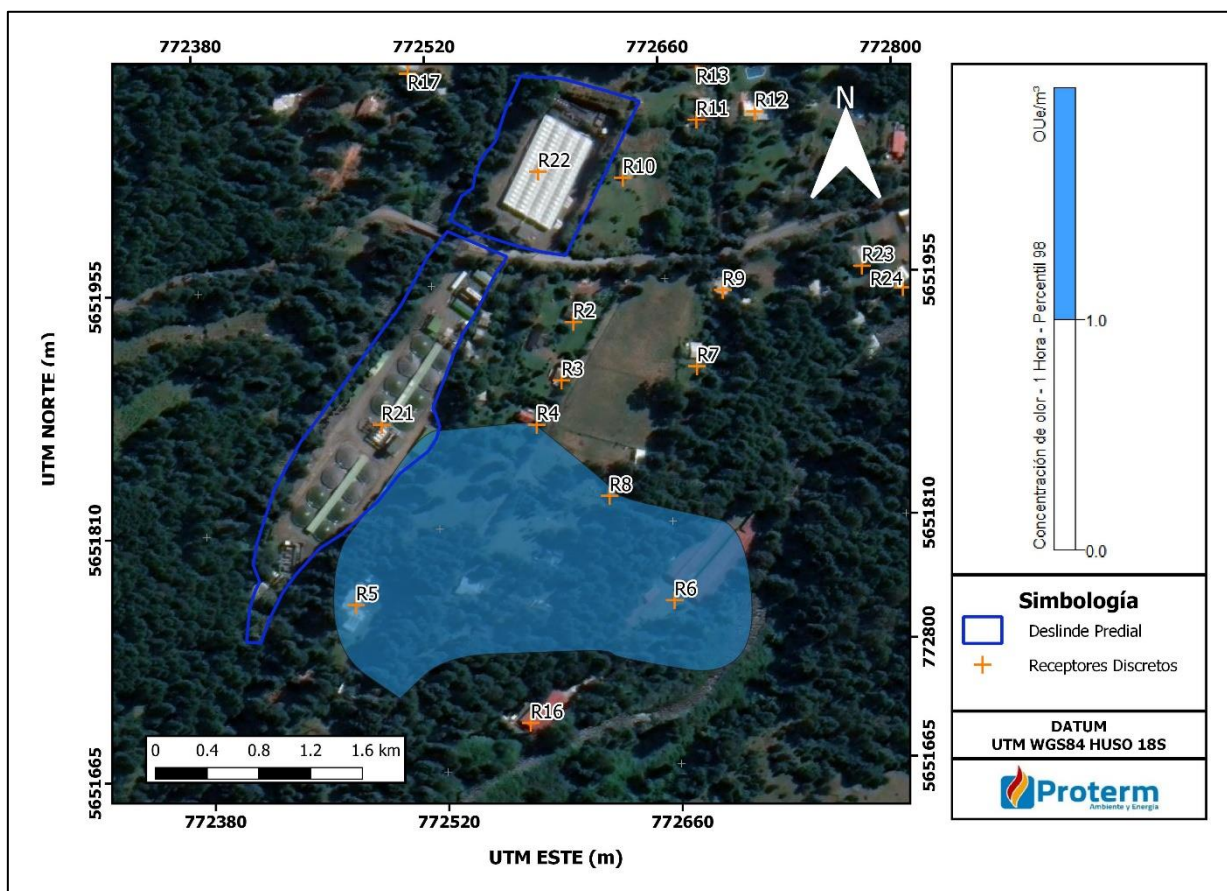 772380
772520
772660
772800
R17
R13
R11
R12
N
R22
R10
5651955
5651955
R23
R24
R9
R2
R7
R3
R21
R4
R8
5651810
5651810
R5
R6
772800
R16
5651665
5651665
0 0.4 0.8 1.2 1.6 km
772380
772520
772660
UTM NORTE (m)
UTM ESTE (m)
OUe/m³
1.0
Concentración de olor - 1 Hora - Percentil 98
0.0
Simbología
Deslinde Predial
Receptores Discretos
DATUM
UTM WGS84 HUSO 18S
Proterm
Ambiente y Energía